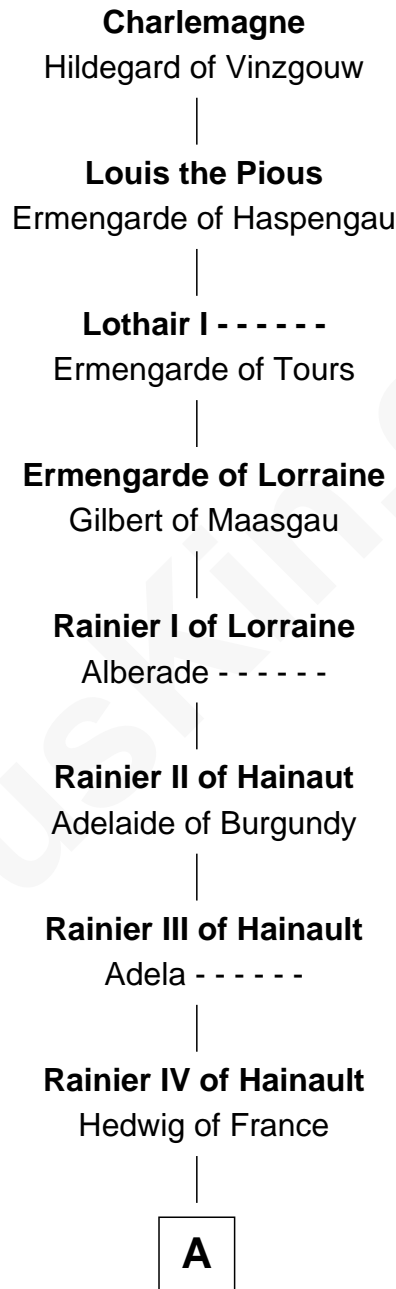 Charlemagne
Hildegard of Vinzgouw
Louis the Pious
Ermengarde of Haspengau
Lothair I - - - - - -
Ermengarde of Tours
Ermengarde of Lorraine
Gilbert of Maasgau
Rainier I of Lorraine
Alberade - - - - - -
Rainier II of Hainaut
Adelaide of Burgundy
Rainier III of Hainault
Adela - - - - - -
Rainier IV of Hainault
Hedwig of France
A